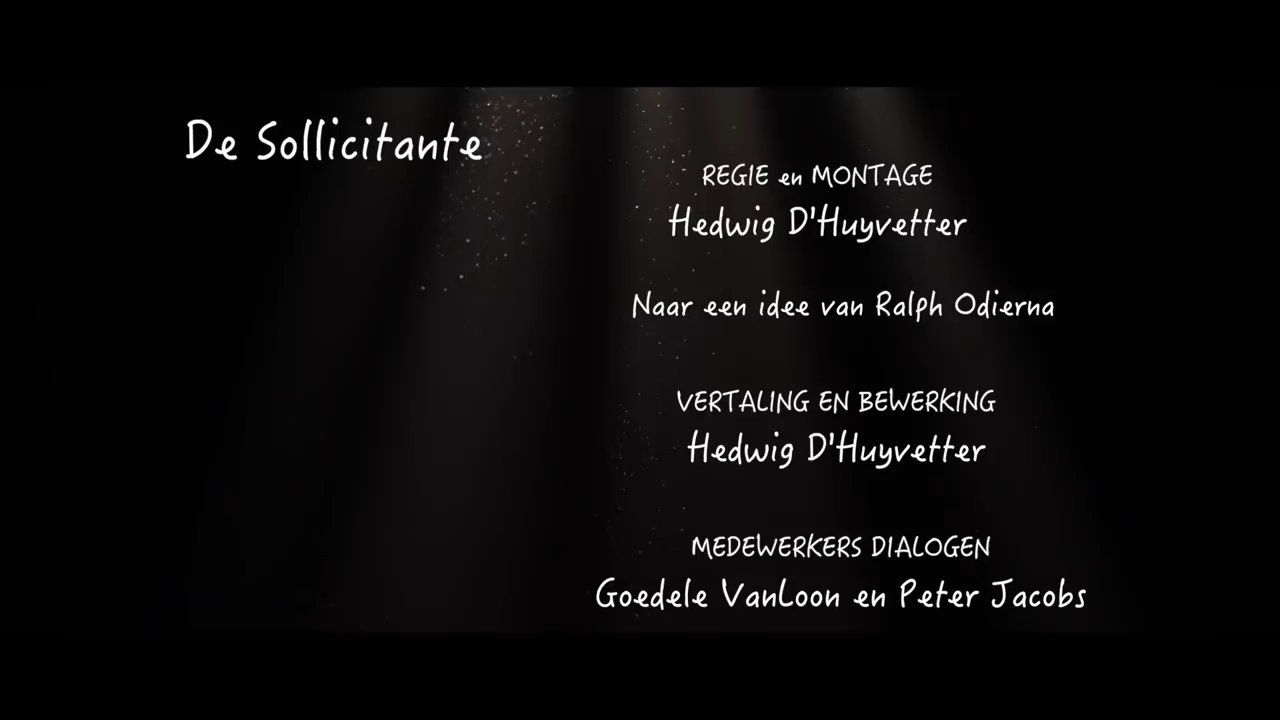 De Sollicitante
REGIE en MONTAGE
Hedwig D'Huyvetter
Naar een idee van Ralph Odierna
VERTALING EN BEWERKING
Hedwig D'Huyvetter
MEDEWERKERS DIALOGEN
Goedele VanLoon en Peter Jacobs